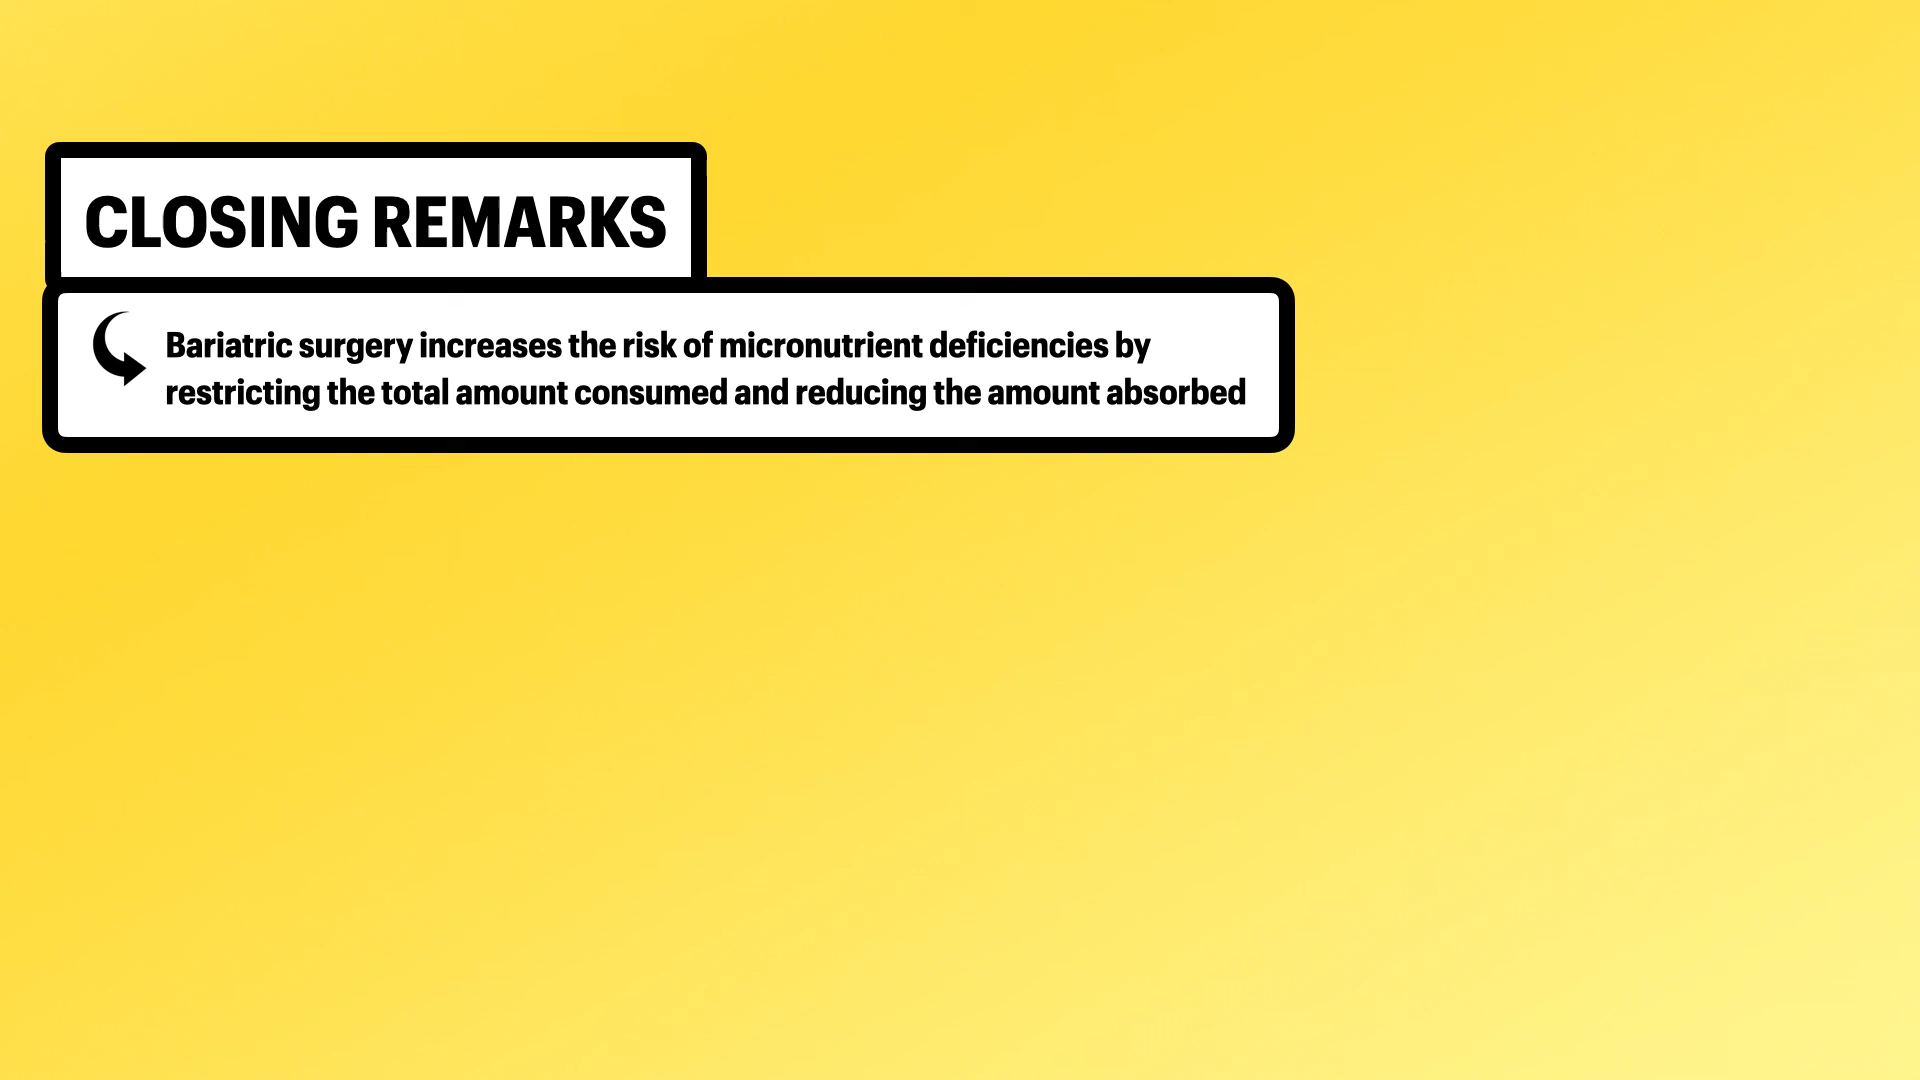 CLOSING REMARKS
Bariatric surgery increases the risk of micronutrient deficiencies by
restricting the total amount consumed and reducing the amount absorbed